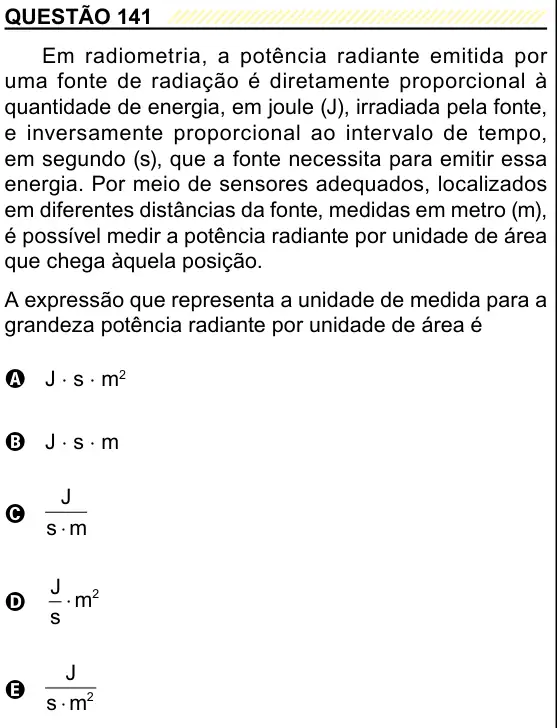 QUESTÃO 141
Em radiometria, a potência radiante emitida por
uma fonte de radiação é diretamente proporcional à
quantidade de energia, em joule (J), irradiada pela fonte,
e inversamente proporcional ao intervalo de tempo,
em segundo (s), que a fonte necessita para emitir essa
energia. Por meio de sensores adequados, localizados
em diferentes distâncias da fonte, medidas em metro (m),
é possível medir a potência radiante por unidade de área
que chega àquela posição.
A expressão que representa a unidade de medida para a
grandeza potência radiante por unidade de área é
A J · s · m²
B J · s · m
C J
s · m
D J
s · m²
E J
s · m²